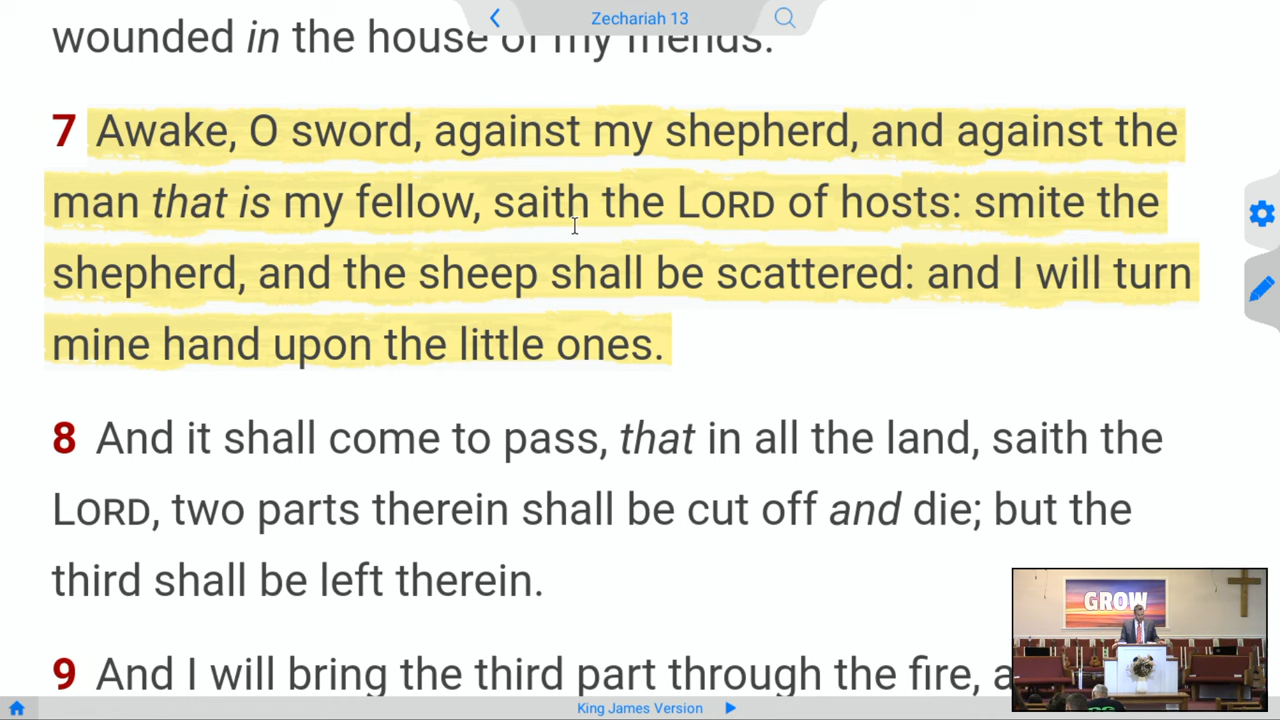 Zechariah 13
wounded in the house of my friends.
7 Awake, O sword, against my shepherd, and against the
man that is my fellow, saith the LORD of hosts: smite the
shepherd, and the sheep shall be scattered: and I will turn
mine hand upon the little ones.
8 And it shall come to pass, that in all the land, saith the
LORD, two parts therein shall be cut off and die; but the
third shall be left therein.
9 And I will bring the third part through the fire, a
GROW
King James Version